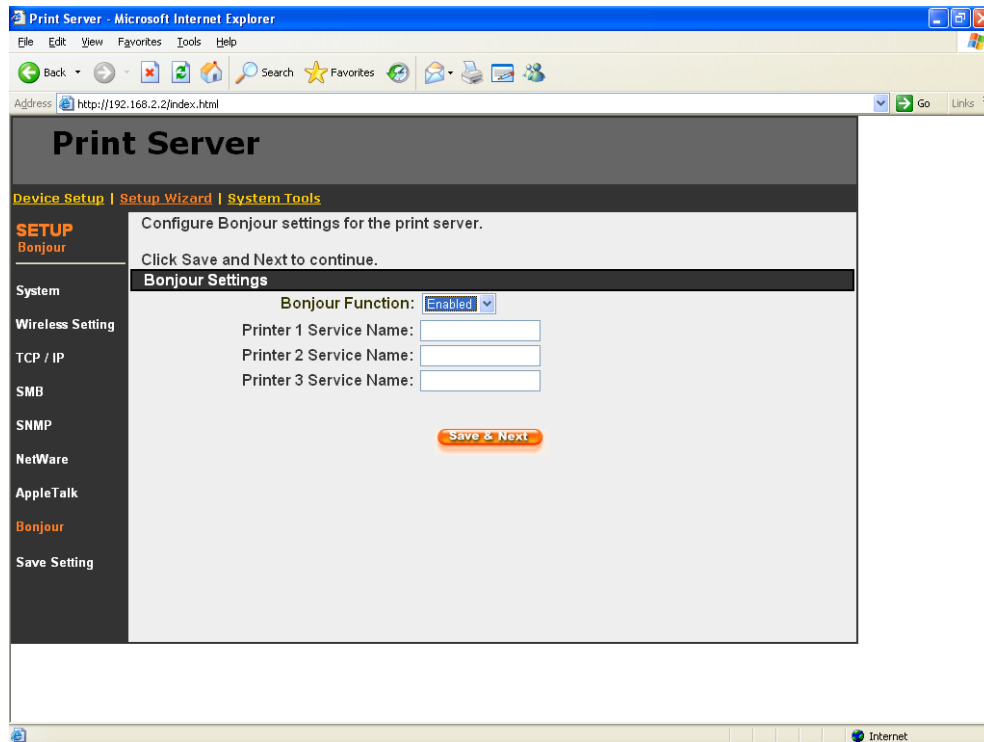 Print Server - Microsoft Internet Explorer
File Edit View Favorites Tools Help
Back Search Favorites
Address http://192.168.2.2/index.html Go Links
Print Server
Device Setup | Setup Wizard | System Tools
SETUP
Bonjour
System
Wireless Setting
TCP / IP
SMB
SNMP
NetWare
AppleTalk
Bonjour
Save Setting
Configure Bonjour settings for the print server.
Click Save and Next to continue.
Bonjour Settings
Bonjour Function: Enabled
Printer 1 Service Name:
Printer 2 Service Name:
Printer 3 Service Name:
Save & Next
Internet